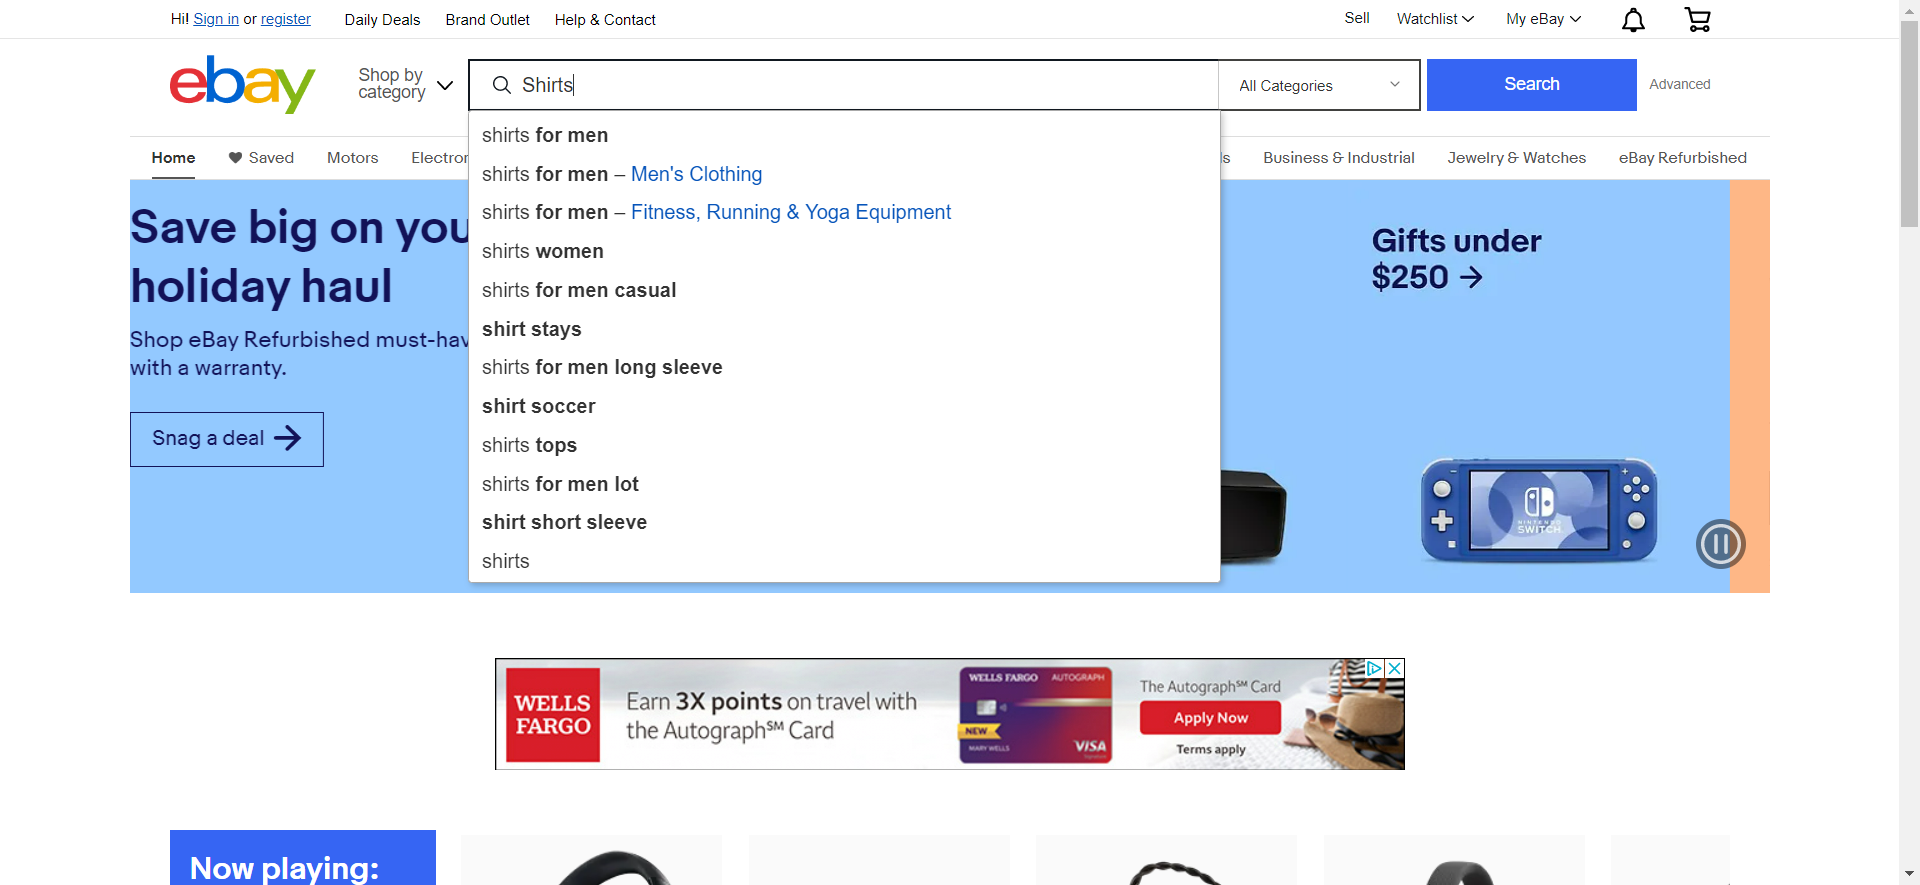 Hi! Sign in or register
Daily Deals
Brand Outlet
Help & Contact
Sell
Watchlist
My eBay
ebay
Shop by
category
Shirts
All Categories
Search
Advanced
Home
Saved
Motors
Business & Industrial
Jewelry & Watches
eBay Refurbished
shirts for men
shirts for men – Men's Clothing
shirts for men – Fitness, Running & Yoga Equipment
shirts women
shirts for men casual
shirt stays
shirts for men long sleeve
shirt soccer
shirts tops
shirts for men lot
shirt short sleeve
shirts
Save big on you
holiday haul
Shop eBay Refurbished must-hav
with a warranty.
Snag a deal
Gifts under
$250
NINTENDO
SWITCH
WELLS
FARGO
Earn 3X points on travel with
the Autograph℠ Card
WELLS FARGO AUTOGRAPH
NEW
MARY WELLS
VISA
The Autograph℠ Card
Apply Now
Terms apply
Now playing: